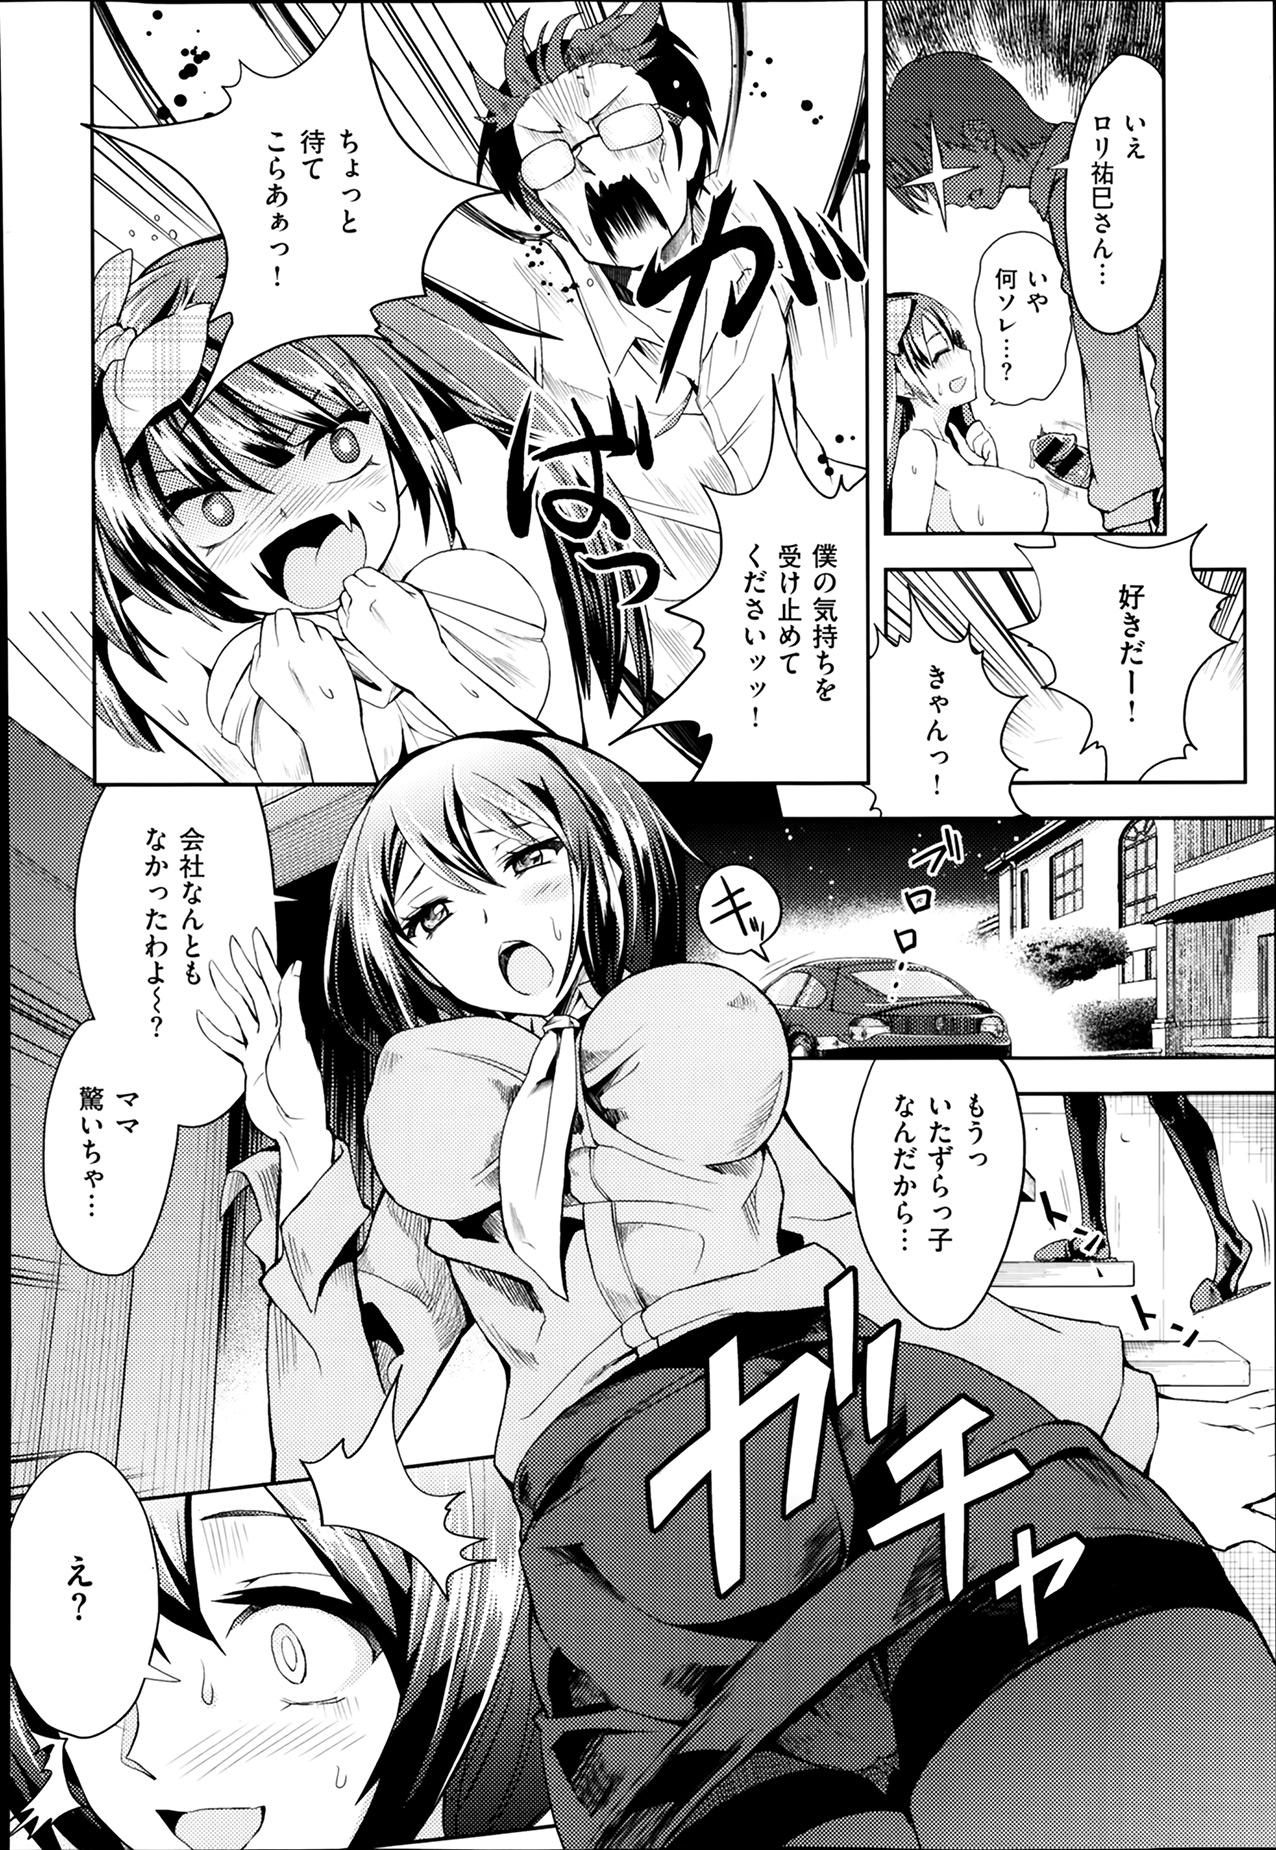 いえ
ロリ祐巳さん…
いや
何ソレ…？
好きだー！
きゃんっ！
ちょっと
待て
こらあぁっ！
ガ
ばっ
僕の気持ちを
受け止めて
くださいッッ！
ブロロ…
キッ
もうっ
いたずらっ子
なんだから…
トン
トン
ガチャ
会社なんとも
なかったわよ～？
ママ
驚いちゃ…
え？